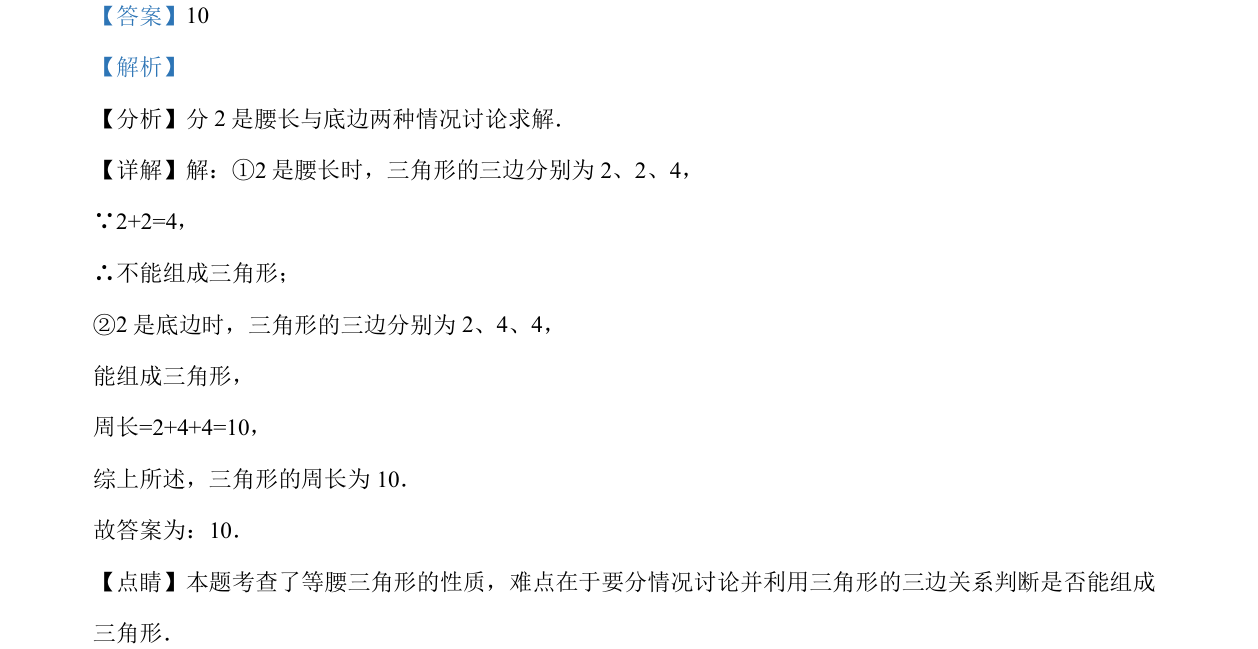 【答案】10
【解析】
【分析】分 2 是腰长与底边两种情况讨论求解．
【详解】解：①2 是腰长时，三角形的三边分别为 2、2、4，
∵2+2=4，
∴不能组成三角形；
②2 是底边时，三角形的三边分别为 2、4、4，
能组成三角形，
周长=2+4+4=10，
综上所述，三角形的周长为 10．
故答案为：10．
【点睛】本题考查了等腰三角形的性质，难点在于要分情况讨论并利用三角形的三边关系判断是否能组成
三角形．